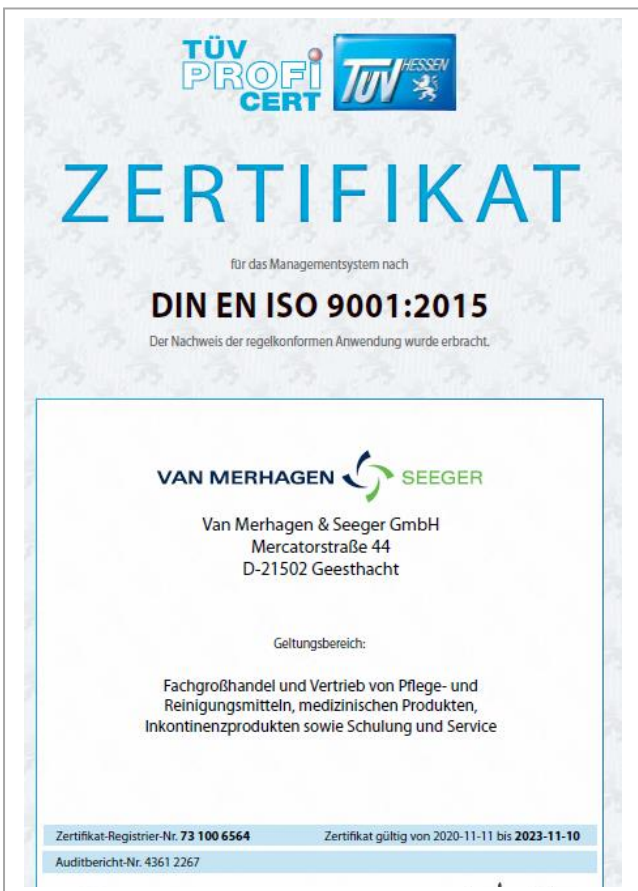 TÜV
PROFI
CERT
TÜV HESSEN
ZERTIFIKAT
für das Managementsystem nach
DIN EN ISO 9001:2015
Der Nachweis der regelkonformen Anwendung wurde erbracht.
VAN MERHAGEN SEEGER
Van Merhagen & Seeger GmbH
Mercatorstraße 44
D-21502 Geesthacht
Geltungsbereich:
Fachgroßhandel und Vertrieb von Pflege- und
Reinigungsmitteln, medizinischen Produkten,
Inkontinenzprodukten sowie Schulung und Service
Zertifikat-Registrier-Nr. 73 100 6564 Zertifikat gültig von 2020-11-11 bis 2023-11-10
Auditbericht-Nr. 4361 2267